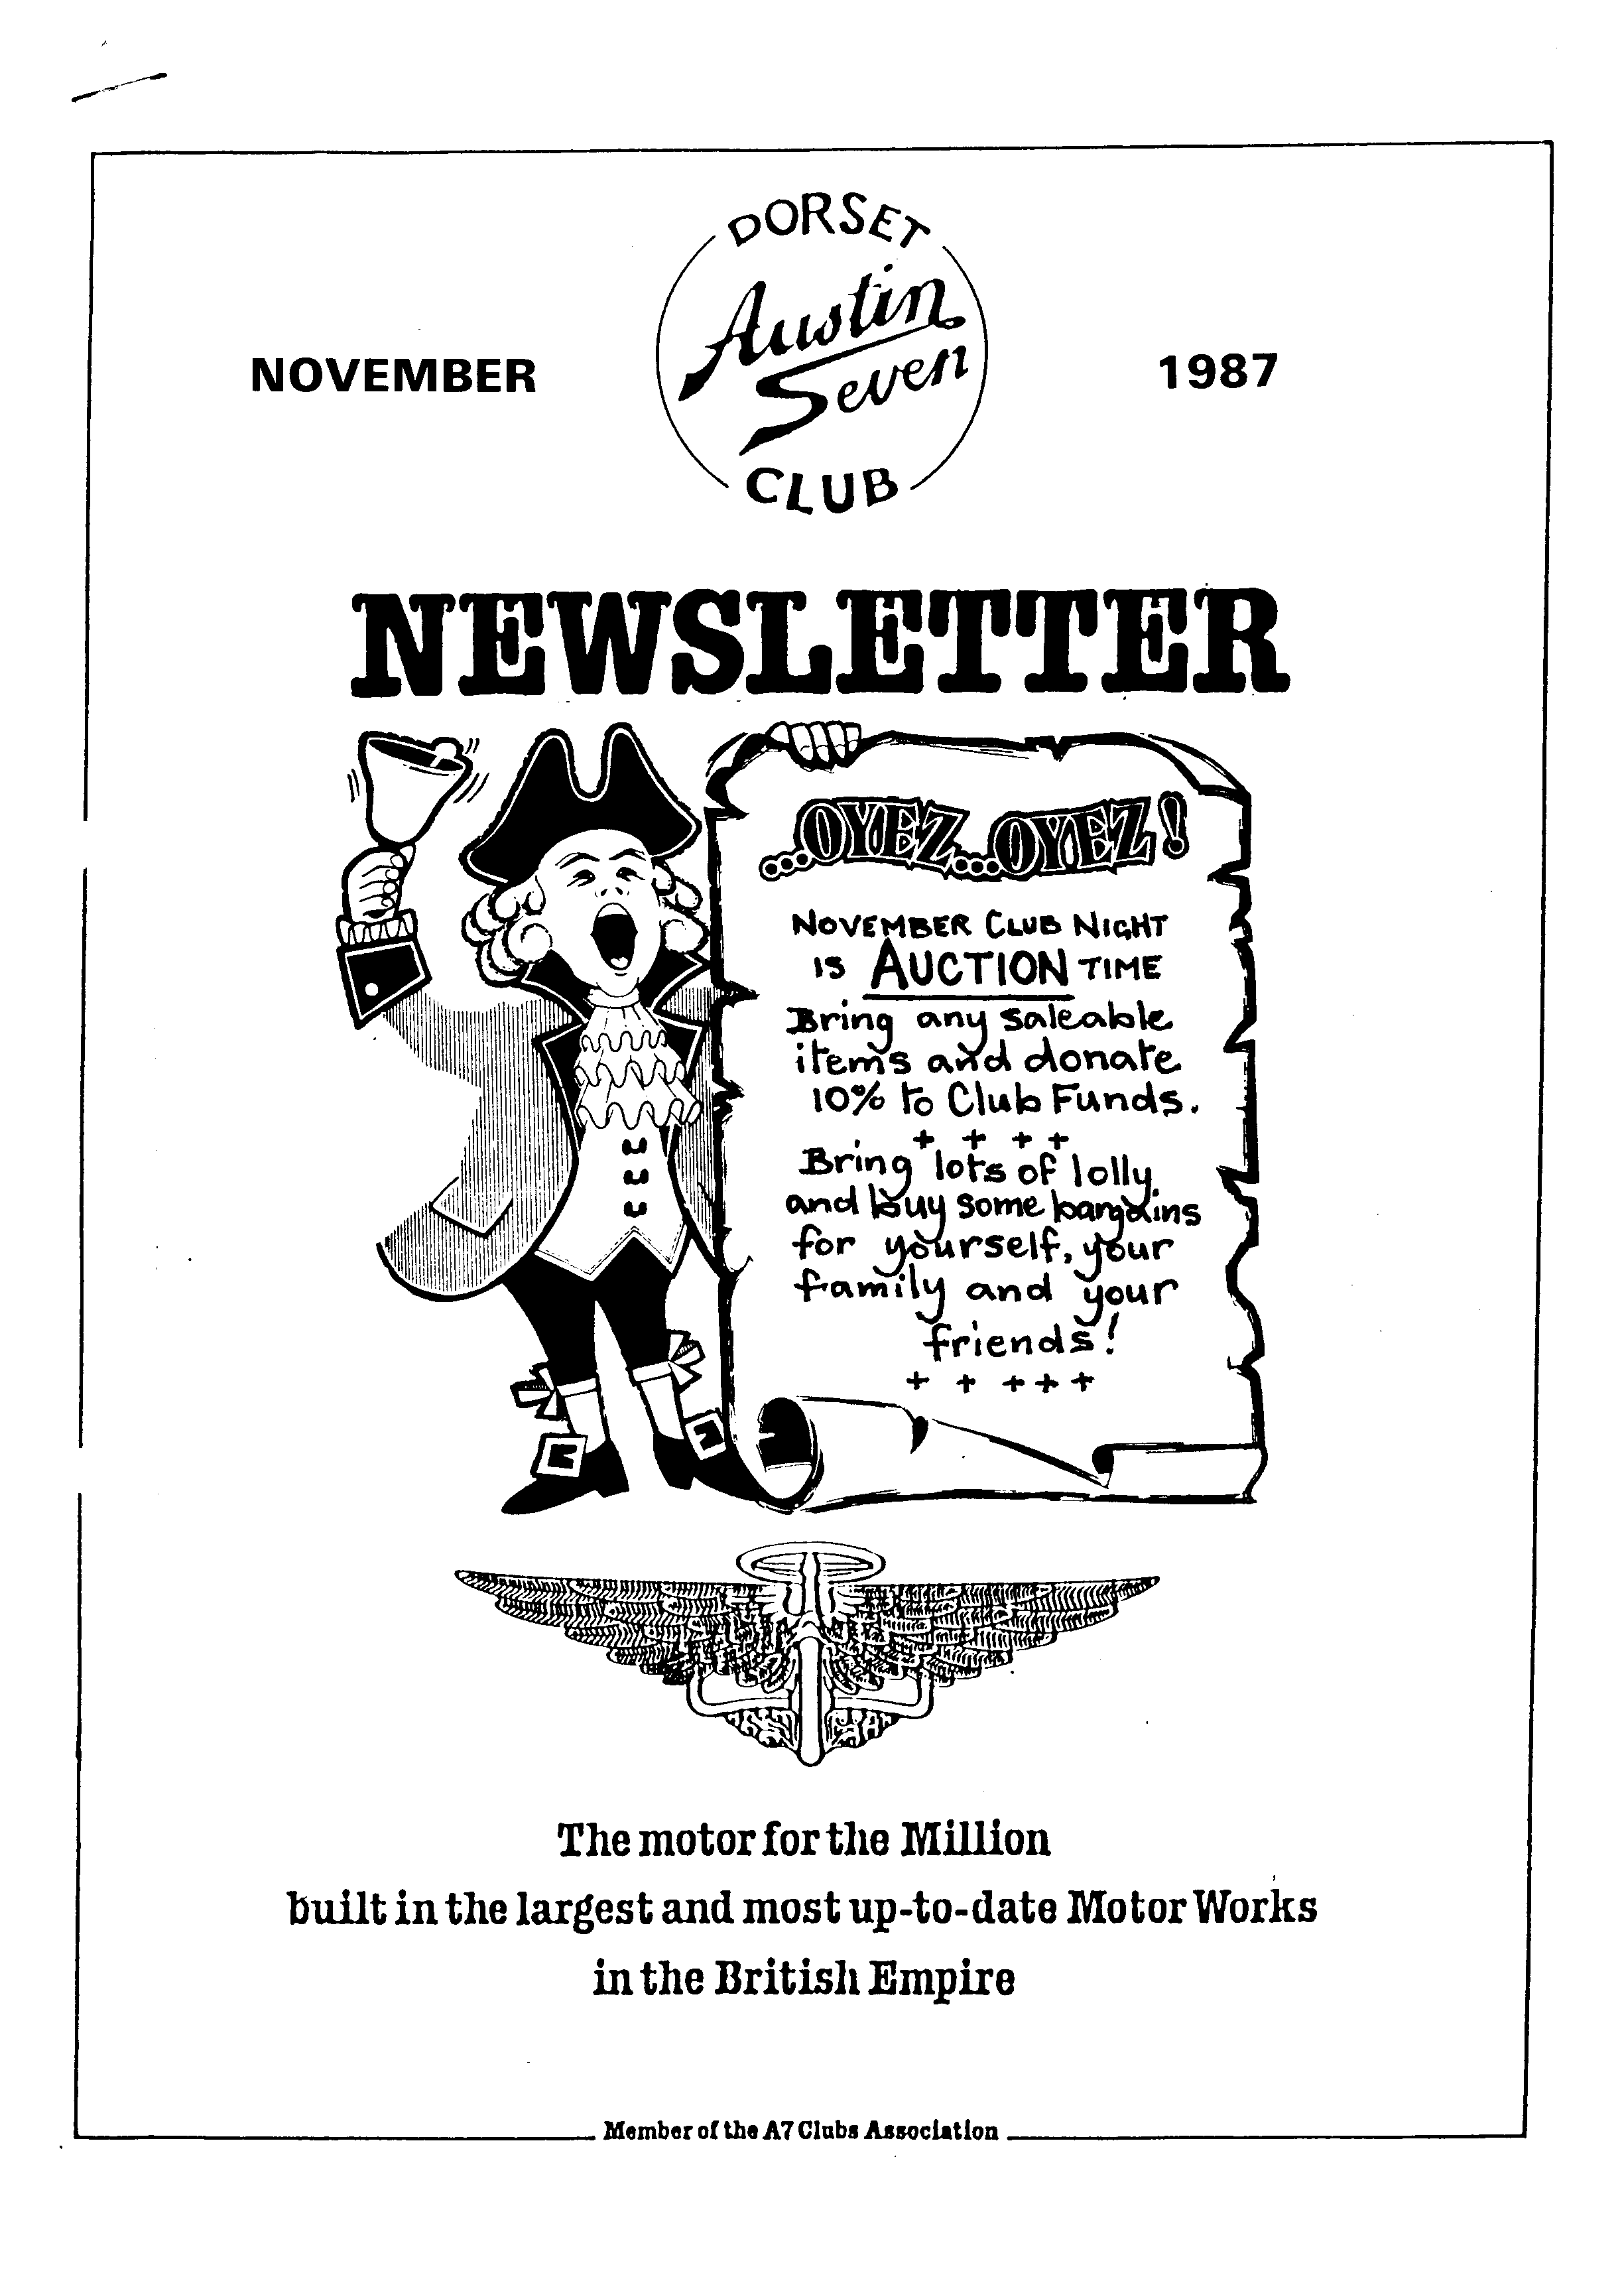 DORSET
Austin
Seven
CLUB
NOVEMBER
1987
NEWSLETTER
...OYEZ...OYEZ!
NOVEMBER CLUB NIGHT
IS AUCTION TIME
Bring any saleable
items and donate
10% to Club Funds.
+ + + +
Bring lots of lolly
and buy some bargains
for yourself, your
family and your
friends!
+ + + + +
The motor for the Million
built in the largest and most up-to-date Motor Works
in the British Empire
Member of the A7 Clubs Association